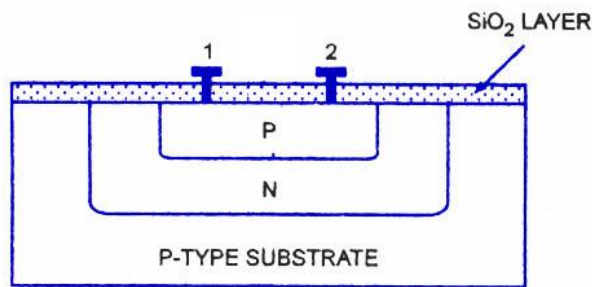 SiO₂ LAYER
1 2
P
N
P-TYPE SUBSTRATE